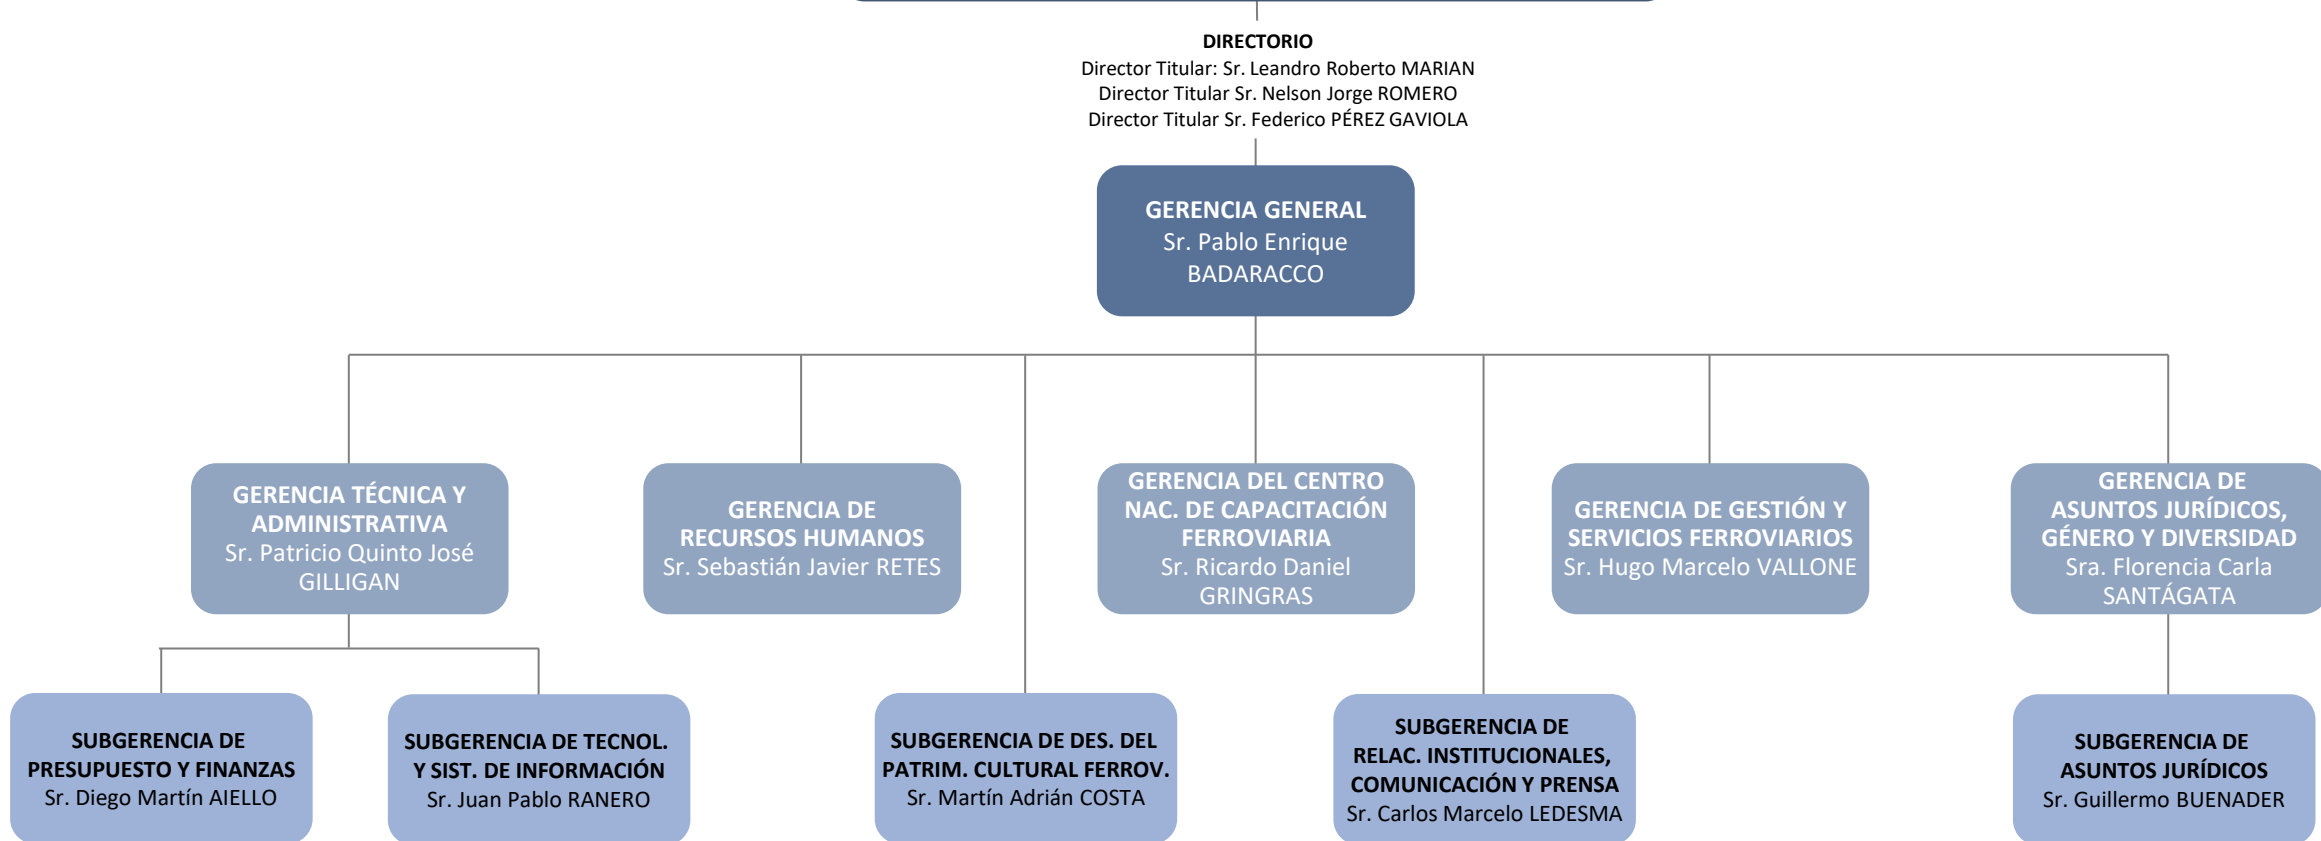 DIRECTORIO
Director Titular: Sr. Leandro Roberto MARIAN
Director Titular Sr. Nelson Jorge ROMERO
Director Titular Sr. Federico PÉREZ GAVIOLA
GERENCIA GENERAL
Sr. Pablo Enrique
BADARACCO
GERENCIA TÉCNICA Y
ADMINISTRATIVA
Sr. Patricio Quinto José
GILLIGAN
GERENCIA DE
RECURSOS HUMANOS
Sr. Sebastián Javier RETES
GERENCIA DEL CENTRO
NAC. DE CAPACITACIÓN
FERROVIARIA
Sr. Ricardo Daniel
GRINGRAS
GERENCIA DE GESTIÓN Y
SERVICIOS FERROVIARIOS
Sr. Hugo Marcelo VALLONE
GERENCIA DE
ASUNTOS JURÍDICOS,
GÉNERO Y DIVERSIDAD
Sra. Florencia Carla
SANTÁGATA
SUBGERENCIA DE
PRESUPUESTO Y FINANZAS
Sr. Diego Martín AIELLO
SUBGERENCIA DE TECNOL.
Y SIST. DE INFORMACIÓN
Sr. Juan Pablo RANERO
SUBGERENCIA DE DES. DEL
PATRIM. CULTURAL FERROV.
Sr. Martín Adrián COSTA
SUBGERENCIA DE
RELAC. INSTITUCIONALES,
COMUNICACIÓN Y PRENSA
Sr. Carlos Marcelo LEDESMA
SUBGERENCIA DE
ASUNTOS JURÍDICOS
Sr. Guillermo BUENADER